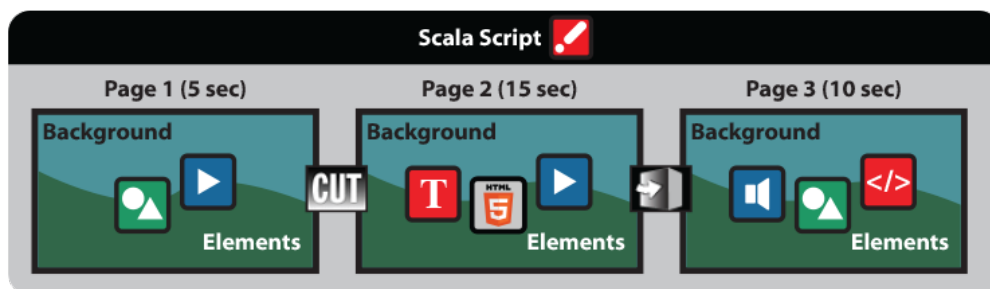 Scala Script
Page 1 (5 sec)
Page 2 (15 sec)
Page 3 (10 sec)
Background
Background
Background
CUT
T
HTML
5
</>
Elements
Elements
Elements